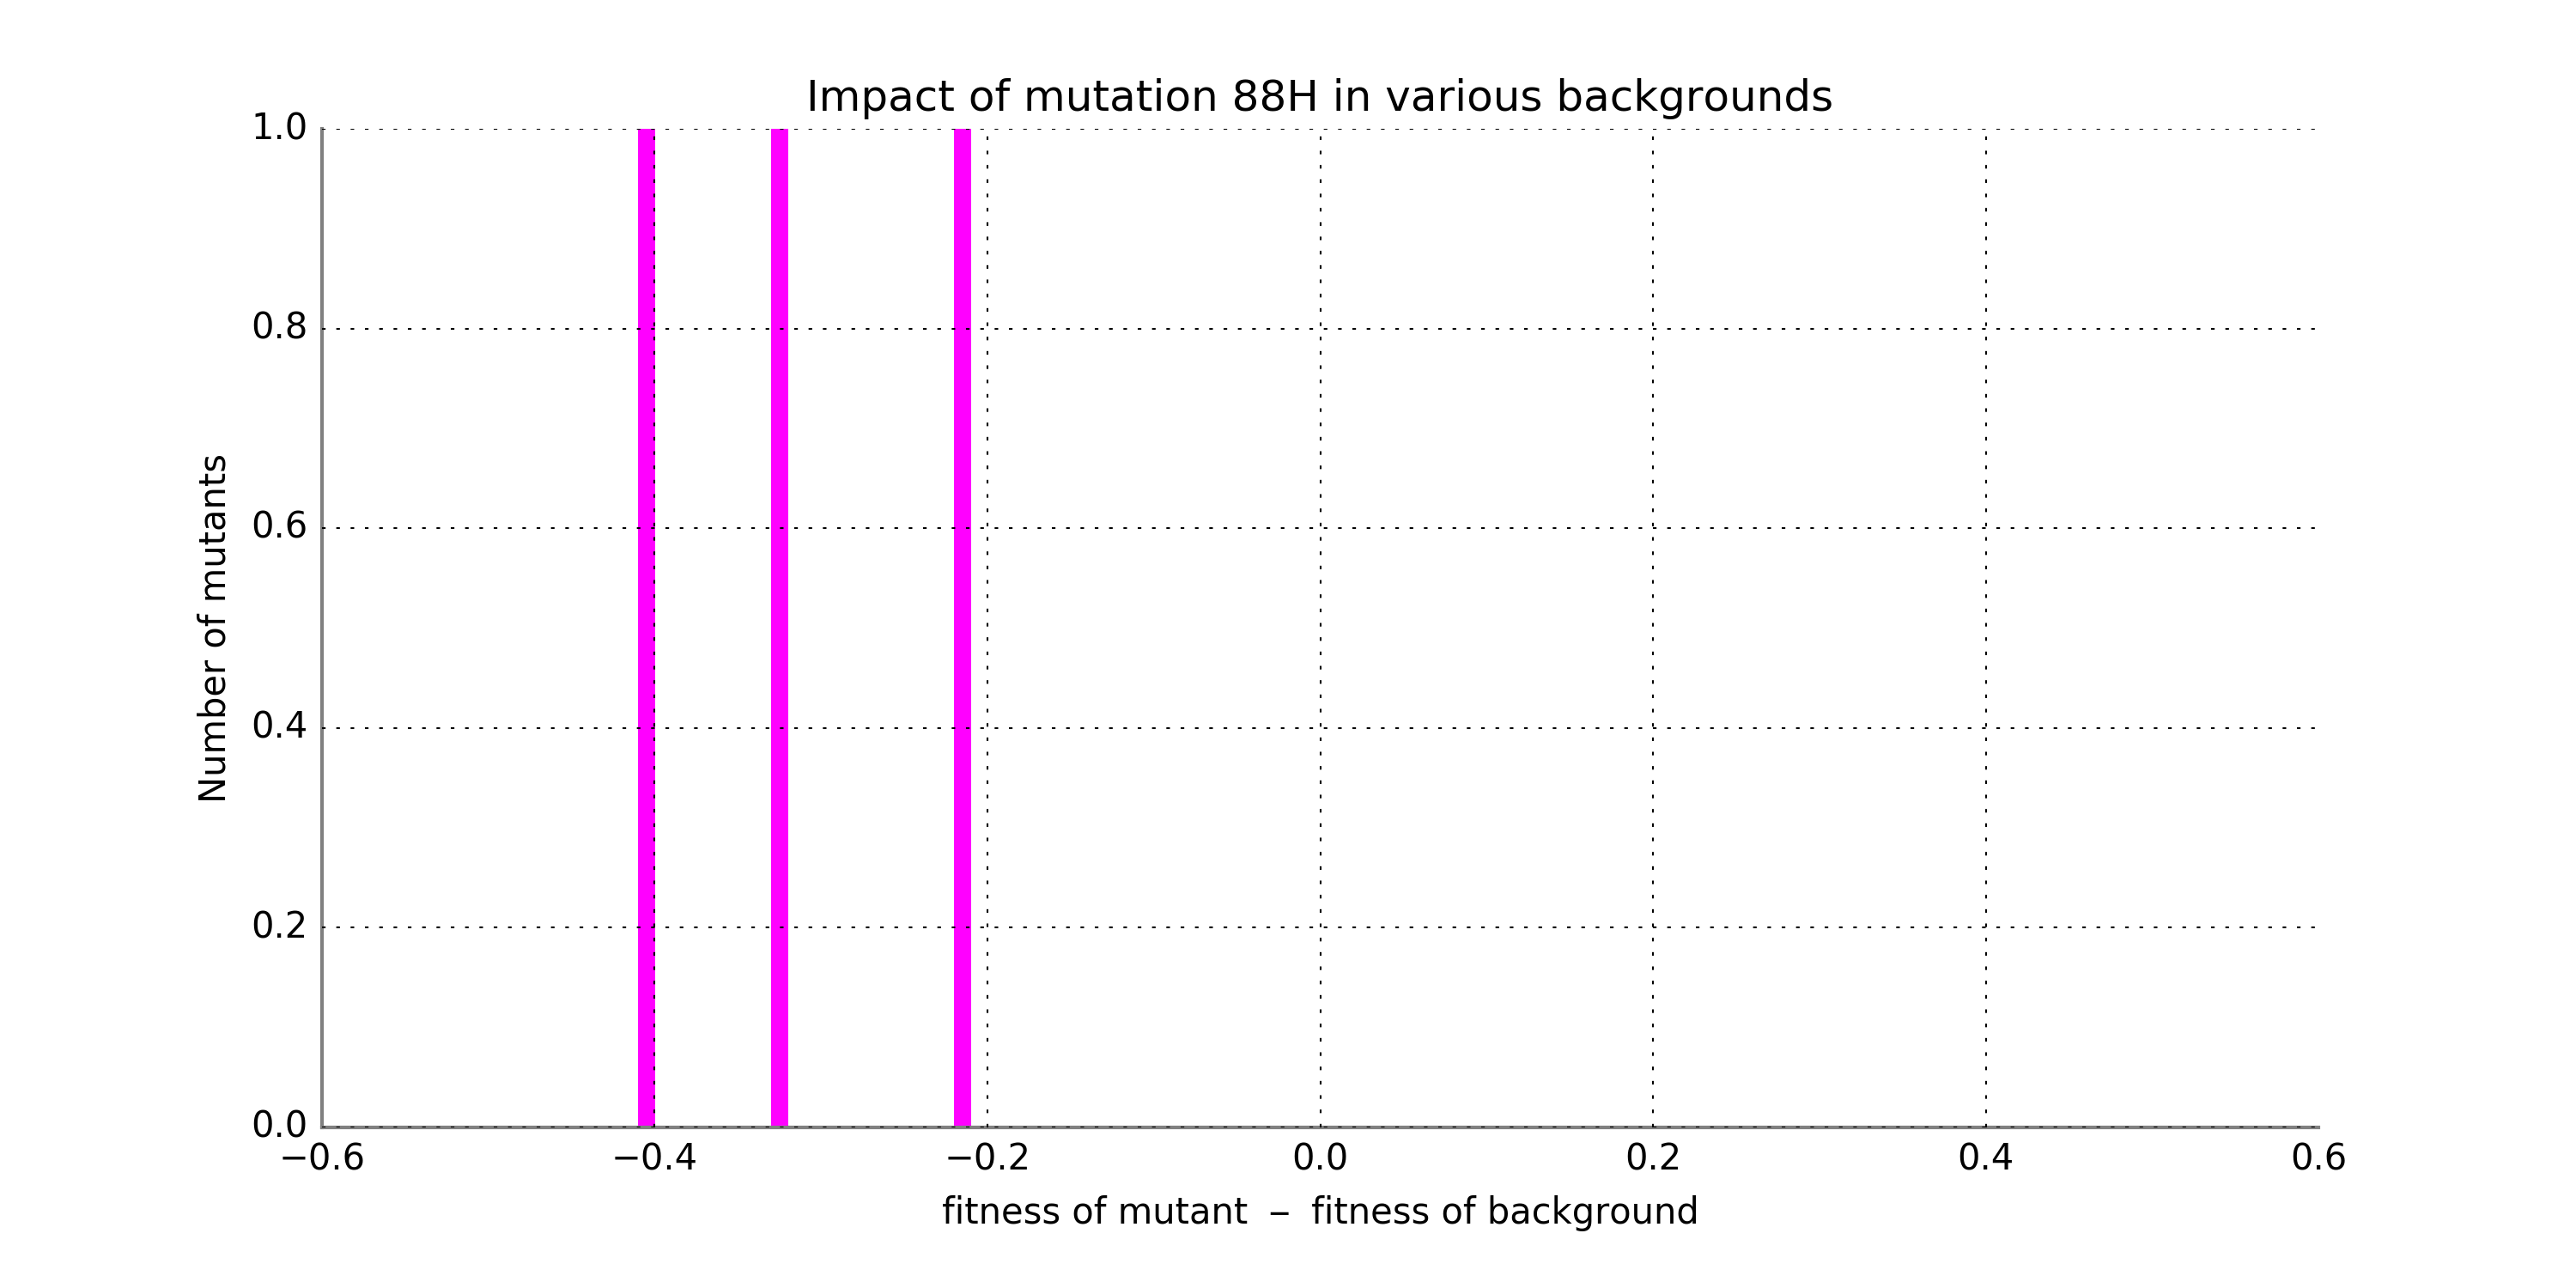 Impact of mutation 88H in various backgrounds
1.0
0.8
0.6
0.4
0.2
0.0
Number of mutants
−0.6 −0.4 −0.2 0.0 0.2 0.4 0.6
fitness of mutant − fitness of background